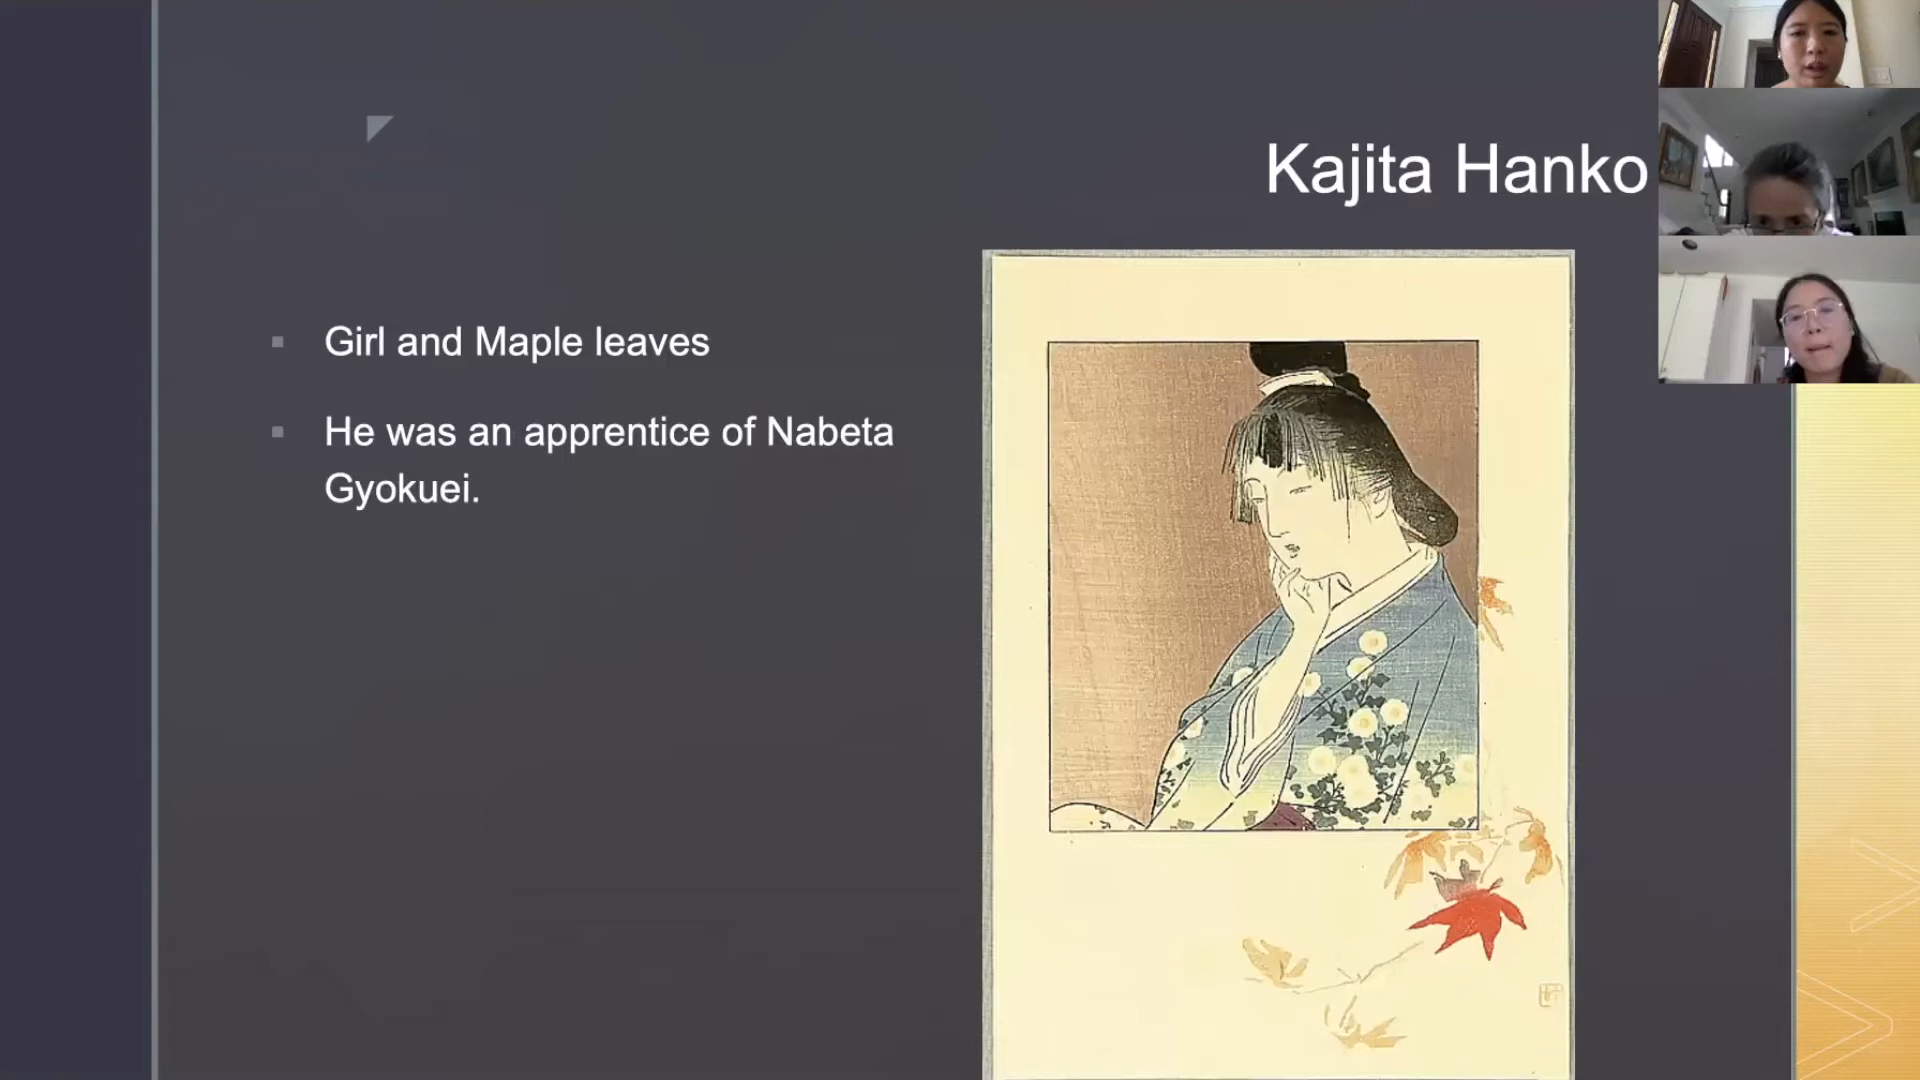 Kajita Hanko
Girl and Maple leaves
He was an apprentice of Nabeta
Gyokuei.